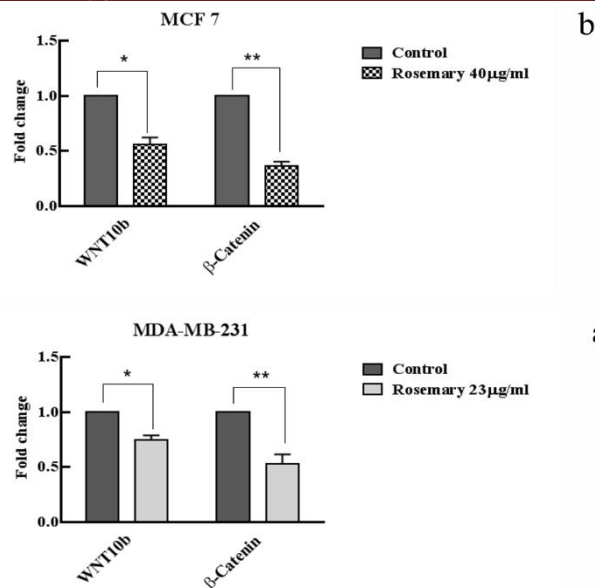 MCF 7
b
1.5
1.0
0.5
0.0
Fold change
*
**
Control
Rosemary 40µg/ml
WNT10b
β-Catenin
MDA-MB-231
1.5
1.0
0.5
0.0
Fold change
*
**
Control
Rosemary 23µg/ml
WNT10b
β-Catenin